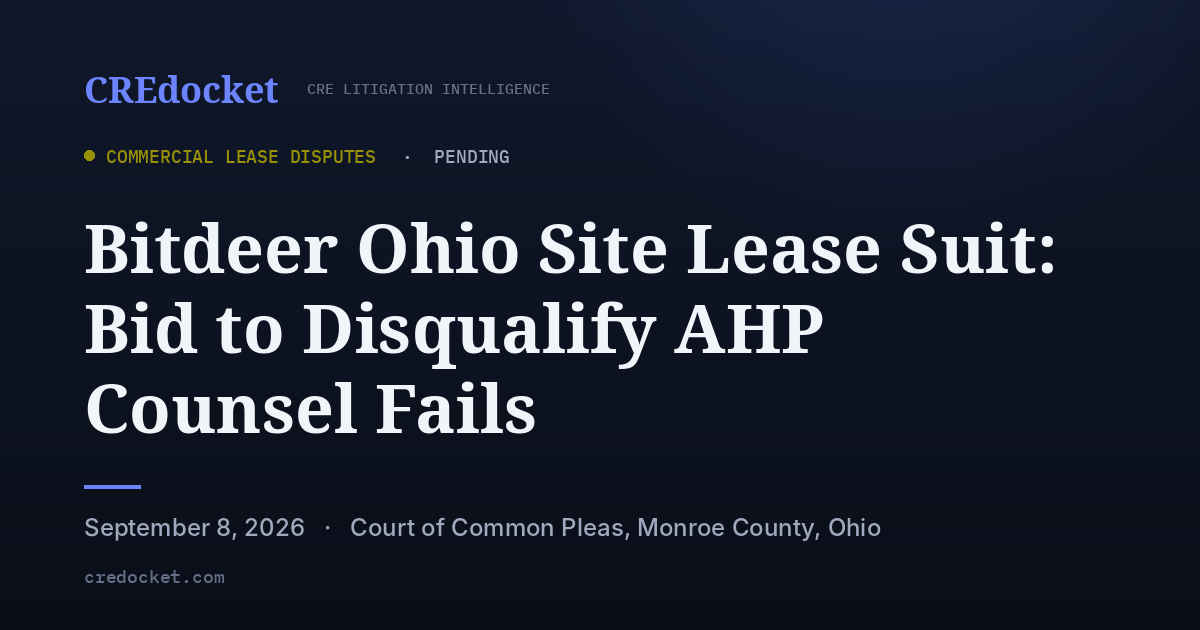 CREdocket CRE LITIGATION INTELLIGENCE
COMMERCIAL LEASE DISPUTES · PENDING
Bitdeer Ohio Site Lease Suit:
Bid to Disqualify AHP
Counsel Fails
September 8, 2026 · Court of Common Pleas, Monroe County, Ohio
credocket.com